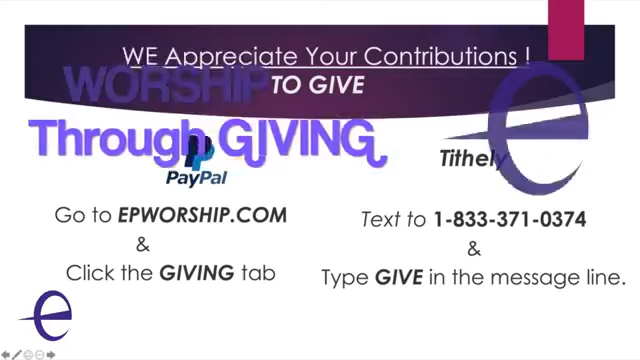 WE Appreciate Your Contributions !
WORSHIP
TO GIVE
Through GIVING
PayPal
Tithely
Go to EPWORSHIP.COM
&
Click the GIVING tab
Text to 1-833-371-0374
&
Type GIVE in the message line.